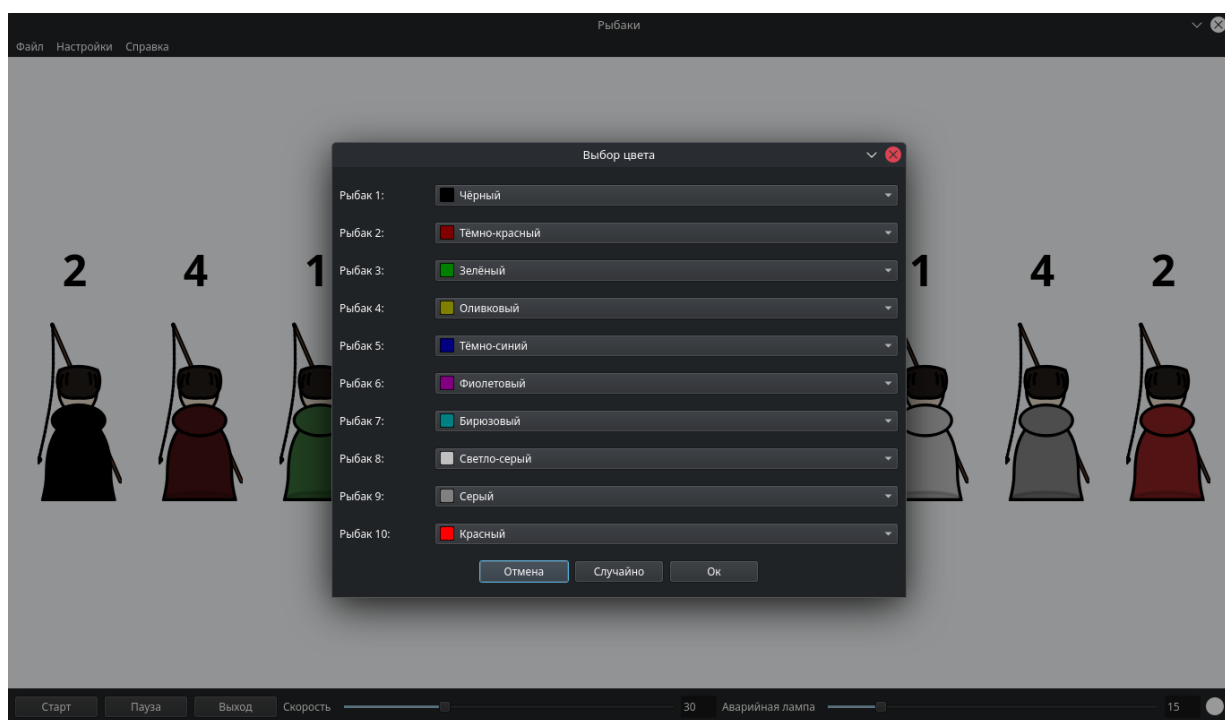 Рыбаки
Файл Настройки Справка
Выбор цвета
Рыбак 1: Чёрный
Рыбак 2: Тёмно-красный
2 4 1 Рыбак 3: Зелёный 1 4 2
Рыбак 4: Оливковый
Рыбак 5: Тёмно-синий
Рыбак 6: Фиолетовый
Рыбак 7: Бирюзовый
Рыбак 8: Светло-серый
Рыбак 9: Серый
Рыбак 10: Красный
Отмена Случайно Ок
Старт Пауза Выход Скорость 30 Аварийная лампа 15